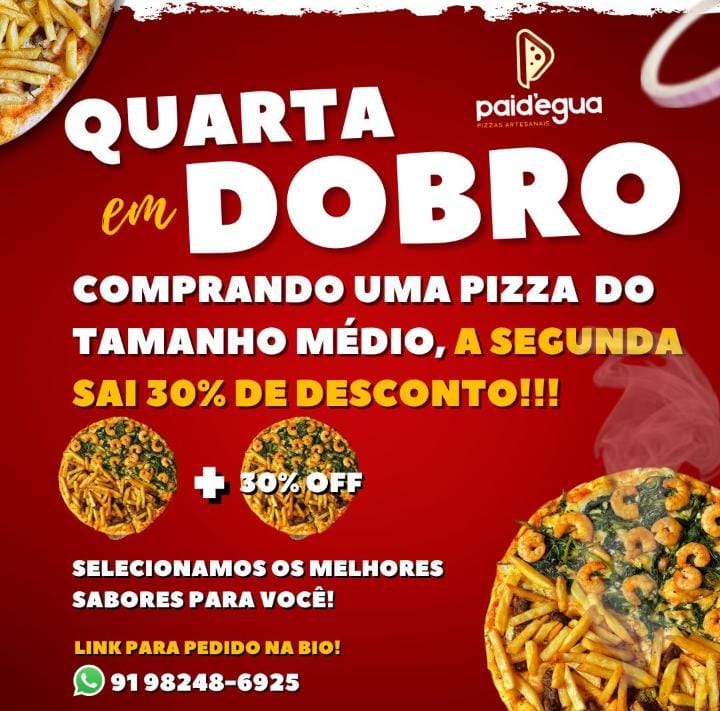 paid'egua
PIZZAS ARTESANAIS
QUARTA
em DOBRO
COMPRANDO UMA PIZZA DO
TAMANHO MÉDIO, A SEGUNDA
SAI 30% DE DESCONTO!!!
+ 30% OFF
SELECIONAMOS OS MELHORES
SABORES PARA VOCÊ!
LINK PARA PEDIDO NA BIO!
91 98248-6925